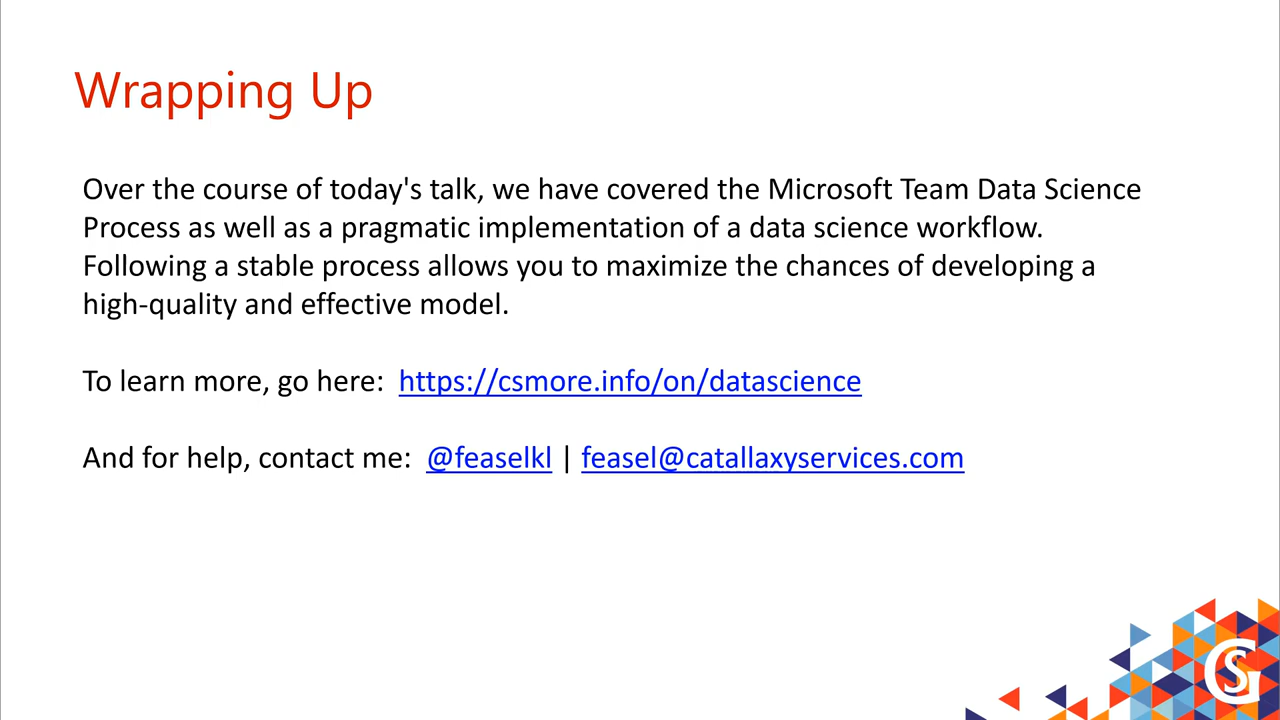 Wrapping Up
Over the course of today's talk, we have covered the Microsoft Team Data Science
Process as well as a pragmatic implementation of a data science workflow.
Following a stable process allows you to maximize the chances of developing a
high-quality and effective model.
To learn more, go here: https://csmore.info/on/datascience
And for help, contact me: @feaselkl | feasel@catallaxyservices.com